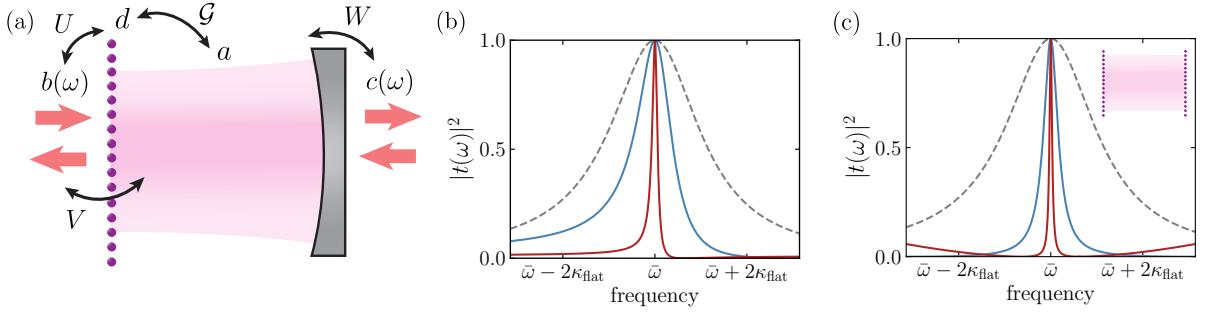 (a)
U
d
𝒢
a
W
b(ω)
c(ω)
V
(b)
|t(ω)|²
1.0
0.5
0.0
ω̄ − 2κ_flat
ω̄
ω̄ + 2κ_flat
frequency
(c)
|t(ω)|²
1.0
0.5
0.0
ω̄ − 2κ_flat
ω̄
ω̄ + 2κ_flat
frequency